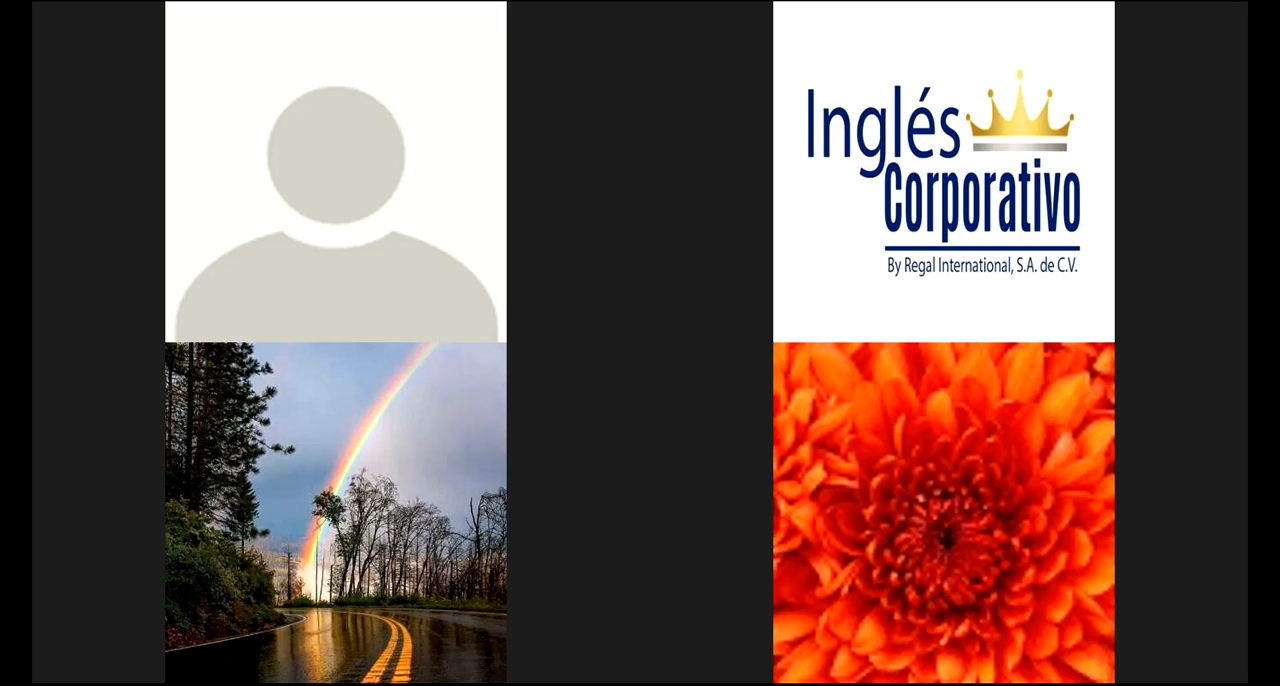 Inglés
Corporativo
By Regal International, S.A. de C.V.